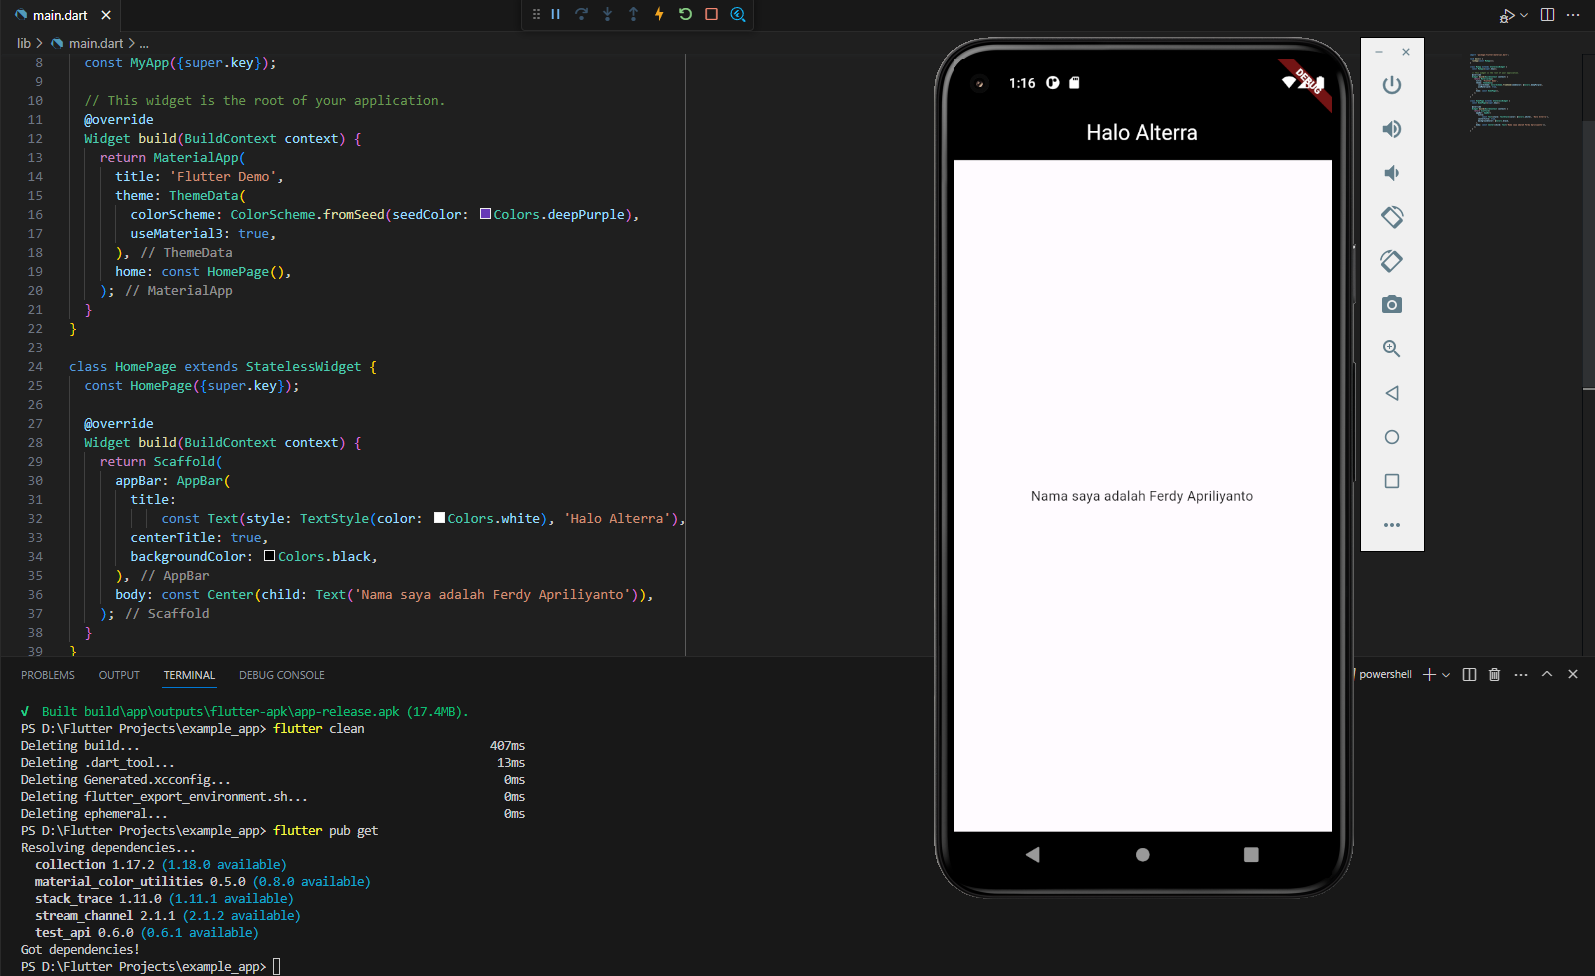 main.dart
lib > main.dart > ...
8 const MyApp({super.key});
9
10 // This widget is the root of your application.
11 @override
12 Widget build(BuildContext context) {
13 return MaterialApp(
14 title: 'Flutter Demo',
15 theme: ThemeData(
16 colorScheme: ColorScheme.fromSeed(seedColor: Colors.deepPurple),
17 useMaterial3: true,
18 ), // ThemeData
19 home: const HomePage(),
20 ); // MaterialApp
21 }
22 }
23
24 class HomePage extends StatelessWidget {
25 const HomePage({super.key});
26
27 @override
28 Widget build(BuildContext context) {
29 return Scaffold(
30 appBar: AppBar(
31 title:
32 const Text(style: TextStyle(color: Colors.white), 'Halo Alterra'),
33 centerTitle: true,
34 backgroundColor: Colors.black,
35 ), // AppBar
36 body: const Center(child: Text('Nama saya adalah Ferdy Apriliyanto')),
37 ); // Scaffold
38 }
39 }
1:16
DEBUG
Halo Alterra
Nama saya adalah Ferdy Apriliyanto
PROBLEMS OUTPUT TERMINAL DEBUG CONSOLE
powershell
√ Built build\app\outputs\flutter-apk\app-release.apk (17.4MB).
PS D:\Flutter Projects\example_app> flutter clean
Deleting build... 407ms
Deleting .dart_tool... 13ms
Deleting Generated.xcconfig... 0ms
Deleting flutter_export_environment.sh... 0ms
Deleting ephemeral... 0ms
PS D:\Flutter Projects\example_app> flutter pub get
Resolving dependencies...
collection 1.17.2 (1.18.0 available)
material_color_utilities 0.5.0 (0.8.0 available)
stack_trace 1.11.0 (1.11.1 available)
stream_channel 2.1.1 (2.1.2 available)
test_api 0.6.0 (0.6.1 available)
Got dependencies!
PS D:\Flutter Projects\example_app>